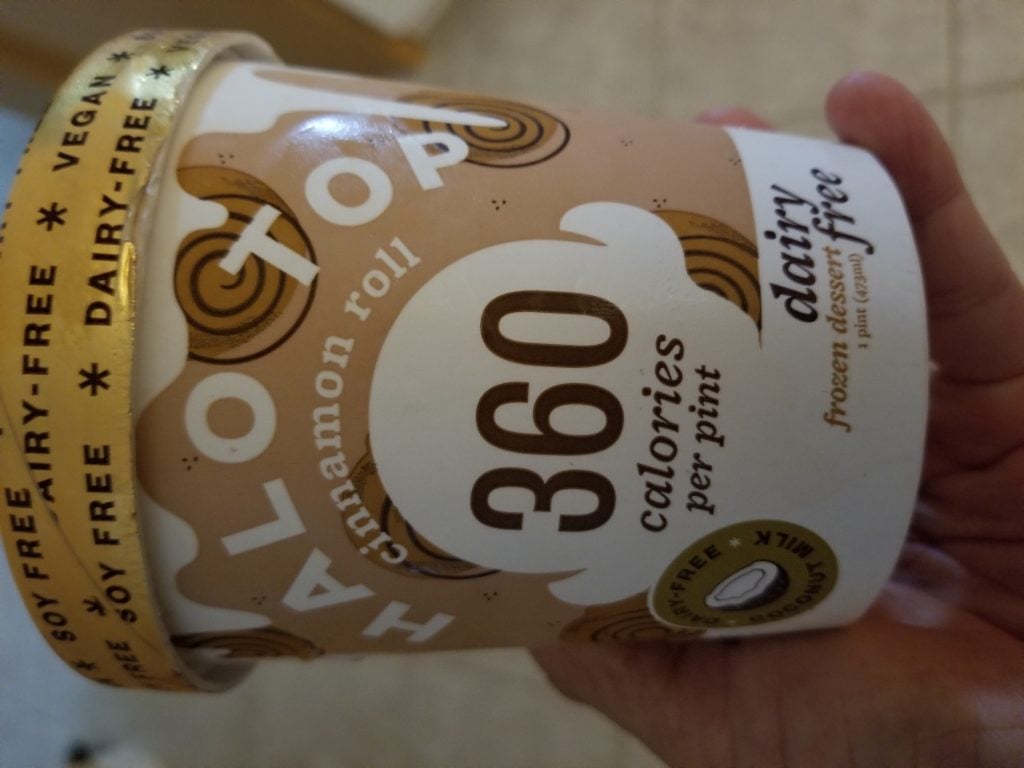 VEGAN * DAIRY-FREE * SOY FREE *
DAIRY-FREE * SOY FREE *
HALO TOP
cinnamon roll
360
calories
per pint
DAIRY-FREE * COCONUT MILK
dairy
free
frozen dessert
1 pint (473ml)